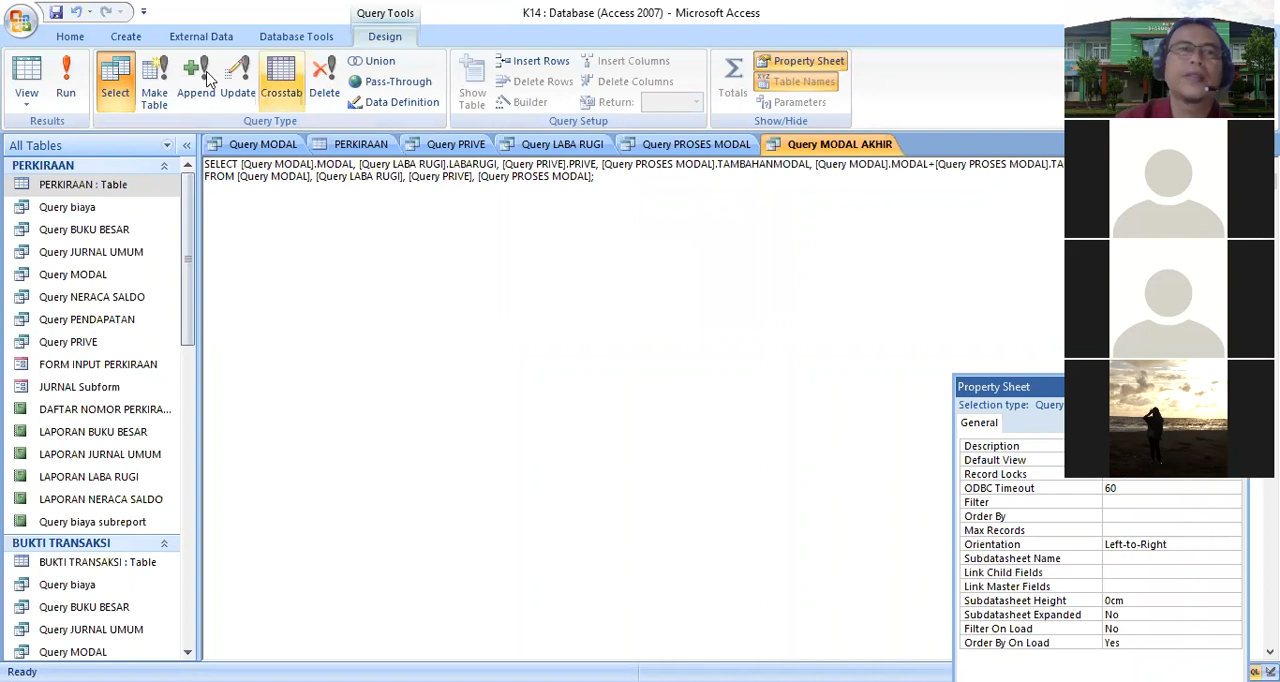 Query Tools
K14 : Database (Access 2007) - Microsoft Access
Home
Create
External Data
Database Tools
Design
View
Run
Select
Make Table
Append
Update
Crosstab
Delete
Union
Pass-Through
Data Definition
Show Table
Insert Rows
Delete Rows
Builder
Insert Columns
Delete Columns
Return:
Totals
Property Sheet
Table Names
Parameters
Results
Query Type
Query Setup
Show/Hide
All Tables
Query MODAL
PERKIRAAN
Query PRIVE
Query LABA RUGI
Query PROSES MODAL
Query MODAL AKHIR
SELECT [Query MODAL].MODAL, [Query LABA RUGI].LABARUGI, [Query PRIVE].PRIVE, [Query PROSES MODAL].TAMBAHANMODAL, [Query MODAL].MODAL+[Query PROSES MODAL].TA
FROM [Query MODAL], [Query LABA RUGI], [Query PRIVE], [Query PROSES MODAL];
PERKIRAAN
PERKIRAAN : Table
Query biaya
Query BUKU BESAR
Query JURNAL UMUM
Query MODAL
Query NERACA SALDO
Query PENDAPATAN
Query PRIVE
FORM INPUT PERKIRAAN
JURNAL Subform
DAFTAR NOMOR PERKIRA...
LAPORAN BUKU BESAR
LAPORAN JURNAL UMUM
LAPORAN LABA RUGI
LAPORAN NERACA SALDO
Query biaya subreport
BUKTI TRANSAKSI
BUKTI TRANSAKSI : Table
Query biaya
Query BUKU BESAR
Query JURNAL UMUM
Query MODAL
Property Sheet
Selection type: Query
General
Description
Default View
Record Locks
ODBC Timeout 60
Filter
Order By
Max Records
Orientation Left-to-Right
Subdatasheet Name
Link Child Fields
Link Master Fields
Subdatasheet Height 0cm
Subdatasheet Expanded No
Filter On Load No
Order By On Load Yes
Ready